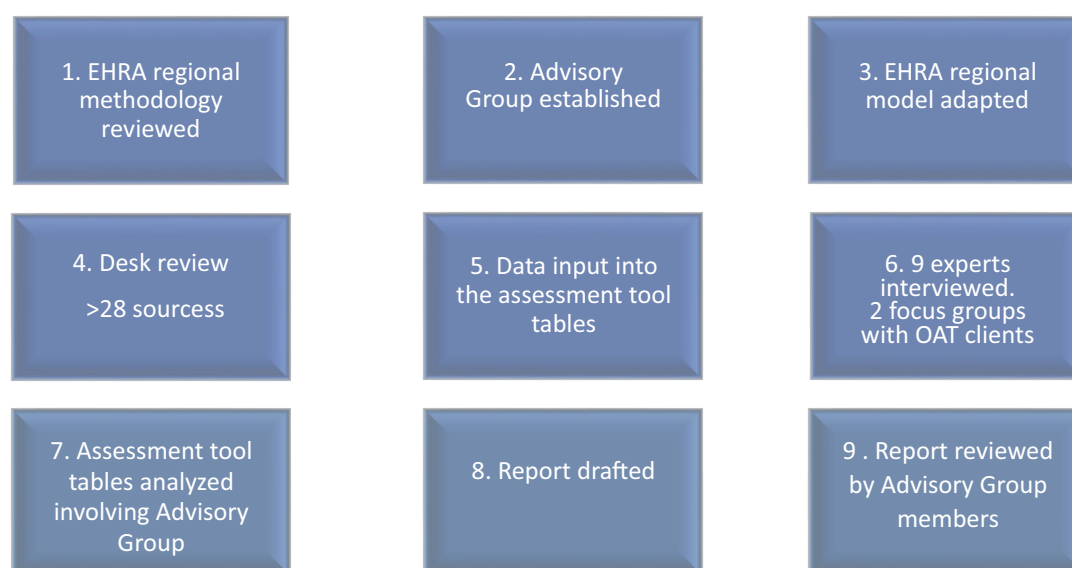 1. EHRA regional
methodology
reviewed
2. Advisory
Group established
3. EHRA regional
model adapted
4. Desk review
>28 sourcess
5. Data input into
the assessment tool
tables
6. 9 experts
interviewed.
2 focus groups
with OAT clients
7. Assessment tool
tables analyzed
involving Advisory
Group
8. Report drafted
9 . Report reviewed
by Advisory Group
members